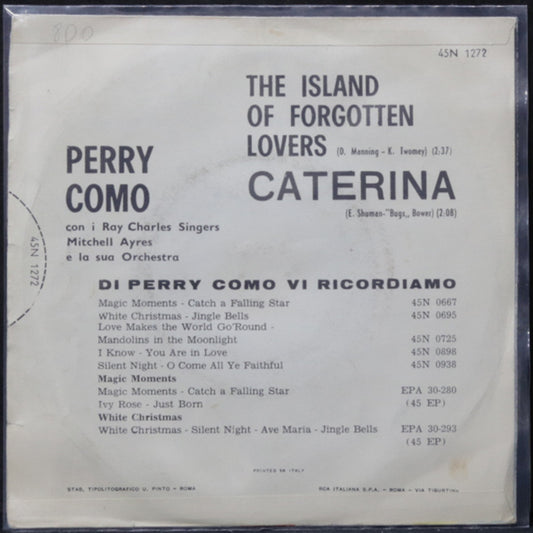 800
45N 1272
THE ISLAND
OF FORGOTTEN
LOVERS (D. Manning - K. Twomey) (2:37)
CATERINA
(E. Shuman-"Bugs,, Bower) (2:08)
PERRY
COMO
con i Ray Charles Singers
Mitchell Ayres
e la sua Orchestra
45N 1272
DI PERRY COMO VI RICORDIAMO
Magic Moments - Catch a Falling Star 45N 0667
White Christmas - Jingle Bells 45N 0695
Love Makes the World Go'Round -
Mandolins in the Moonlight 45N 0725
I Know - You Are in Love 45N 0898
Silent Night - O Come All Ye Faithful 45N 0938
Magic Moments
Magic Moments - Catch a Falling Star EPA 30-280
Ivy Rose - Just Born (45 EP)
White Christmas
White Christmas - Silent Night - Ave Maria - Jingle Bells EPA 30-293
(45 EP)
PRINTED IN ITALY
STAB. TIPOLITOGRAFICO U. PINTO - ROMA
RCA ITALIANA S.P.A. - ROMA - VIA TIBURTINA